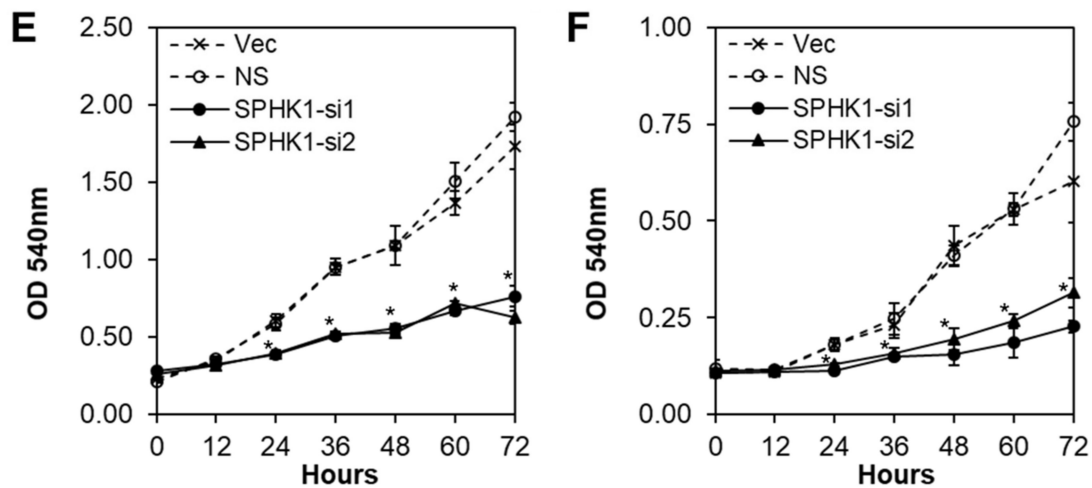 E
2.50
2.00
1.50
1.00
0.50
0.00
OD 540nm
Vec
NS
SPHK1-si1
SPHK1-si2
*
*
*
*
*
0 12 24 36 48 60 72
Hours
F
1.00
0.75
0.50
0.25
0.00
OD 540nm
Vec
NS
SPHK1-si1
SPHK1-si2
*
*
*
*
*
0 12 24 36 48 60 72
Hours